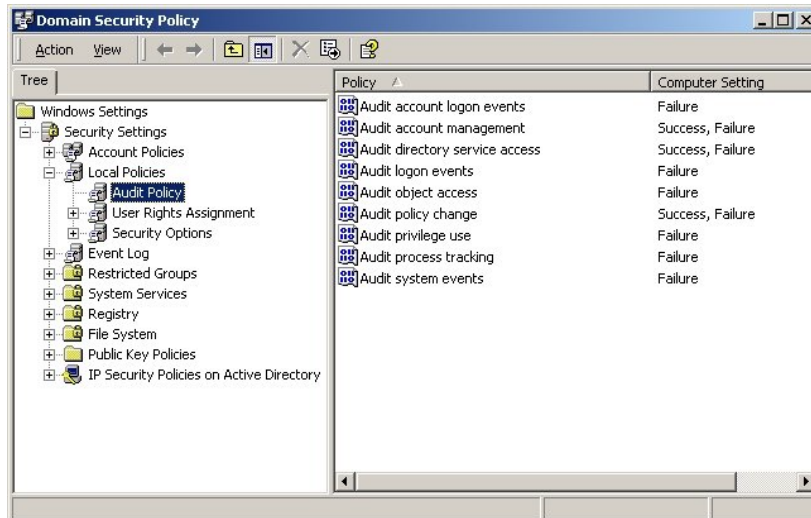 Domain Security Policy
Action View
Tree
Windows Settings
Security Settings
Account Policies
Local Policies
Audit Policy
User Rights Assignment
Security Options
Event Log
Restricted Groups
System Services
Registry
File System
Public Key Policies
IP Security Policies on Active Directory
Policy Computer Setting
Audit account logon events Failure
Audit account management Success, Failure
Audit directory service access Success, Failure
Audit logon events Failure
Audit object access Failure
Audit policy change Success, Failure
Audit privilege use Failure
Audit process tracking Failure
Audit system events Failure